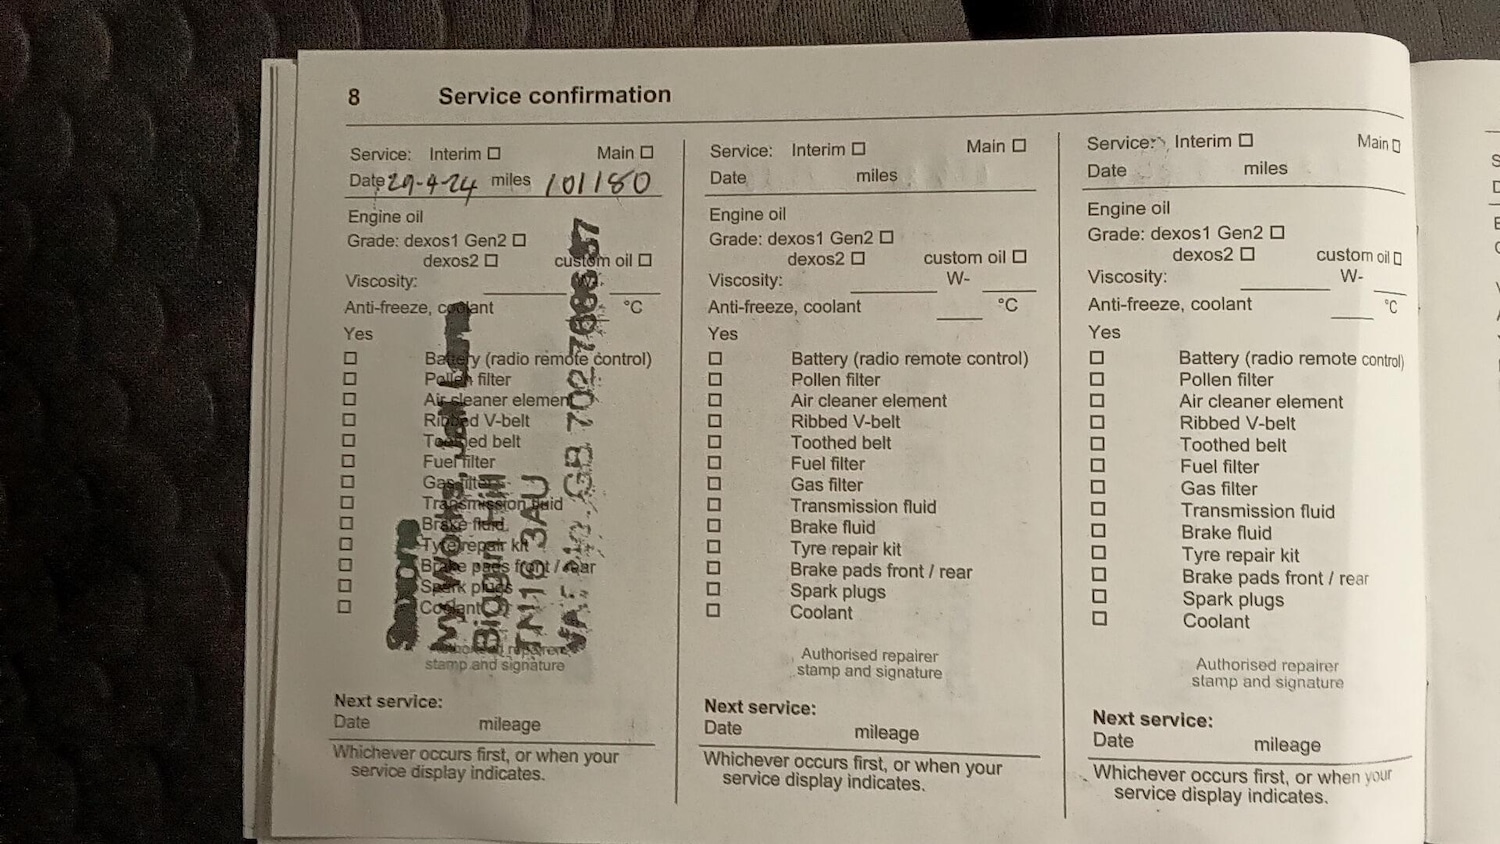 8 Service confirmation
Service: Interim Main
Date 29-4-24 miles 101180
Engine oil
Grade: dexos1 Gen2
dexos2 custom oil
Viscosity: W-
Anti-freeze, coolant °C
Yes
Battery (radio remote control)
Pollen filter
Air cleaner element
Ribbed V-belt
Toothed belt
Fuel filter
Gas filter
Transmission fluid
Brake fluid
Tyre repair kit
Brake pads front / rear
Spark plugs
Coolant
Authorised repairer
stamp and signature
Biggin Hill
TN16 3AU
GB 702
Next service:
Date mileage
Whichever occurs first, or when your
service display indicates.
Service: Interim Main
Date miles
Engine oil
Grade: dexos1 Gen2
dexos2 custom oil
Viscosity: W-
Anti-freeze, coolant °C
Yes
Battery (radio remote control)
Pollen filter
Air cleaner element
Ribbed V-belt
Toothed belt
Fuel filter
Gas filter
Transmission fluid
Brake fluid
Tyre repair kit
Brake pads front / rear
Spark plugs
Coolant
Authorised repairer
stamp and signature
Next service:
Date mileage
Whichever occurs first, or when your
service display indicates.
Service: Interim Main
Date miles
Engine oil
Grade: dexos1 Gen2
dexos2 custom oil
Viscosity: W-
Anti-freeze, coolant °C
Yes
Battery (radio remote control)
Pollen filter
Air cleaner element
Ribbed V-belt
Toothed belt
Fuel filter
Gas filter
Transmission fluid
Brake fluid
Tyre repair kit
Brake pads front / rear
Spark plugs
Coolant
Authorised repairer
stamp and signature
Next service:
Date mileage
Whichever occurs first, or when your
service display indicates.